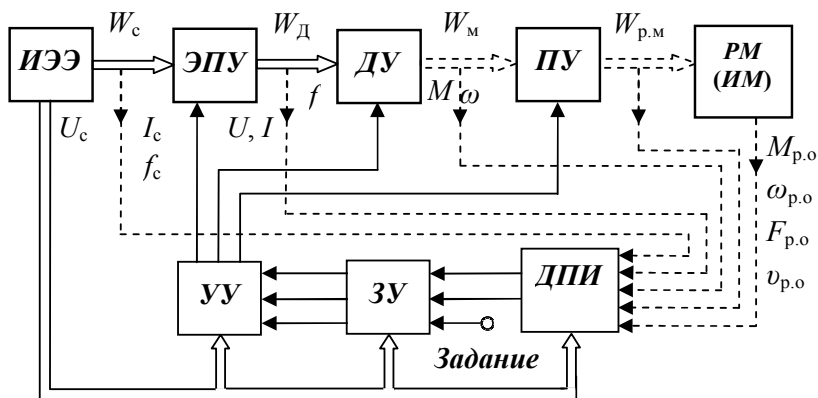 W_с W_Д W_м W_р.м
ИЭЭ ЭПУ ДУ ПУ РМ
(ИМ)
U_с I_с U, I f M ω
f_с
M_р.о
ω_р.о
F_р.о
υ_р.о
УУ ЗУ ДПИ
Задание